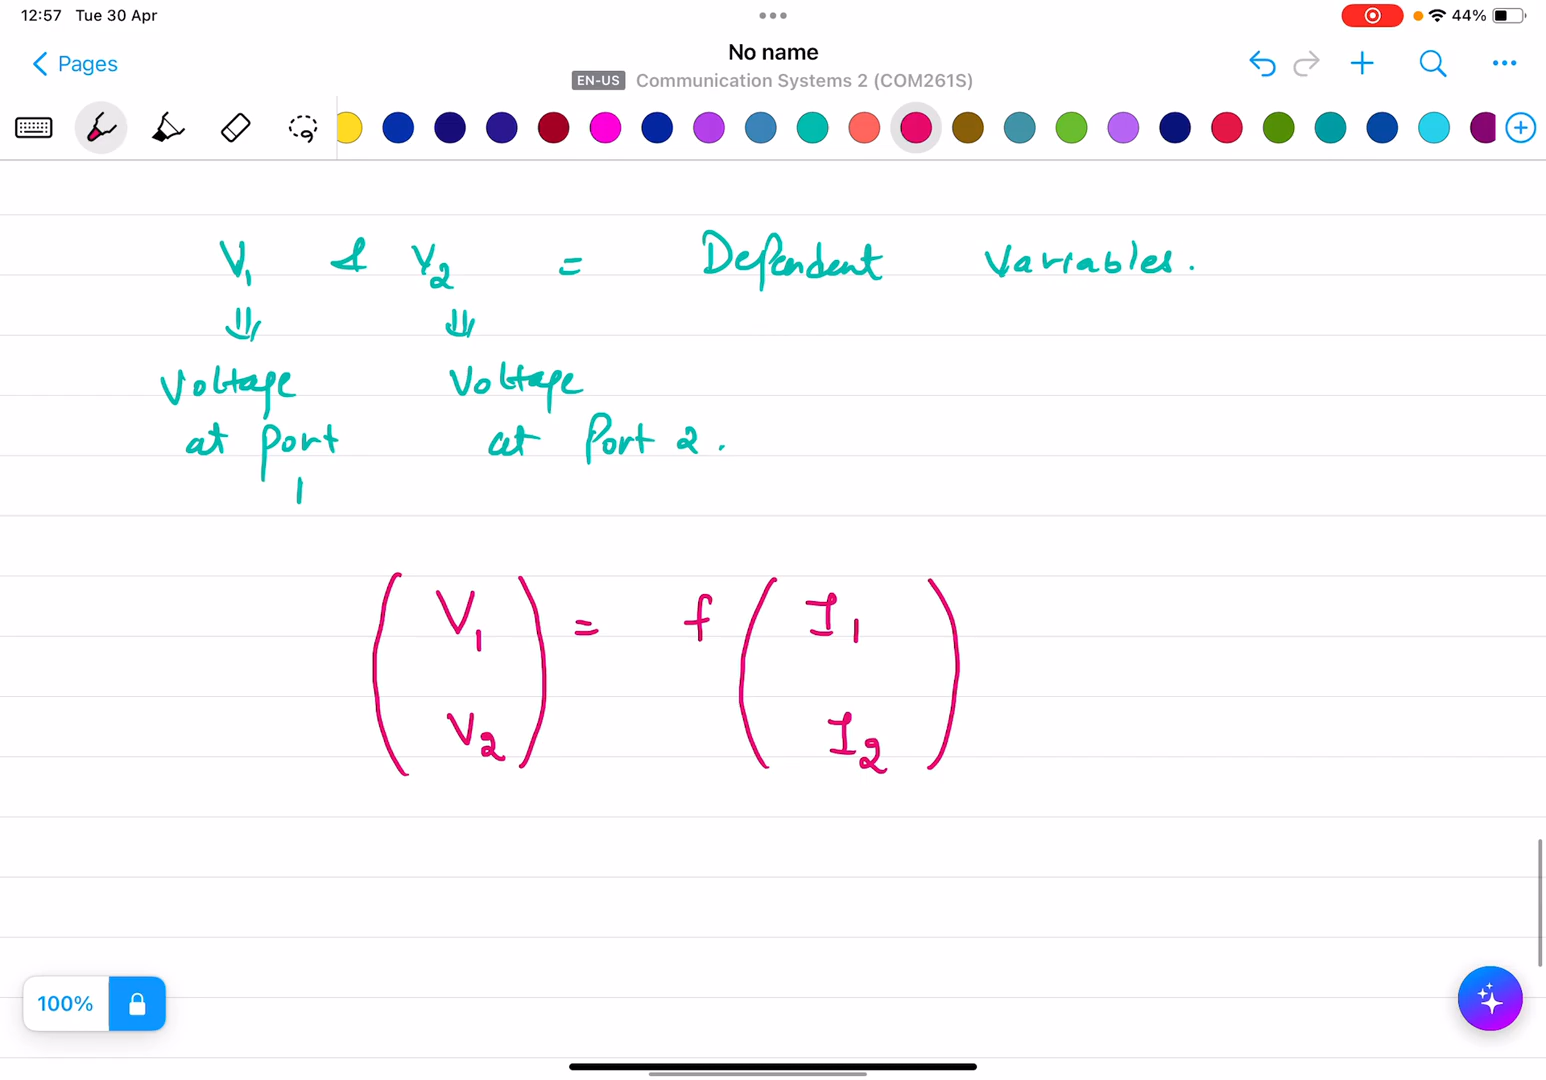 12:57 Tue 30 Apr
44%
Pages
No name
EN-US Communication Systems 2 (COM261S)
V₁ & V₂ = Dependent Variables.
⇓ ⇓
Voltage Voltage
at port at Port 2.
1
V₁ = f I₁
V₂ I₂
100%